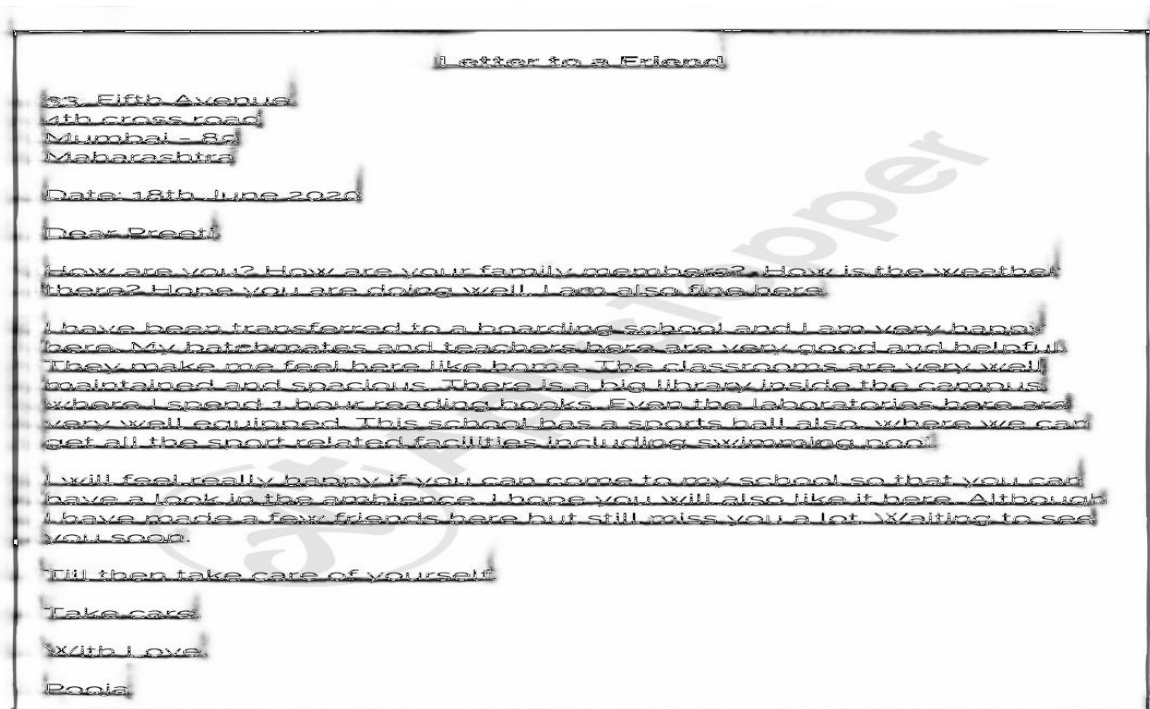 Letter to a Friend
53, Fifth Avenue
4th cross road
Mumbai - 89
Maharashtra
Date: 18th June 2020
Dear Preeti
How are you? How are your family members?. How is the weather
there? Hope you are doing well. I am also fine here.
I have been transferred to a boarding school and I am very happy
here. My batchmates and teachers here are very good and helpful.
They make me feel here like home. The classrooms are very well
maintained and spacious. There is a big library inside the campus
where I spend 1 hour reading books. Even the laboratories here are
very well equipped. This school has a sports hall also, where we can
get all the sport related facilities including swimming pool.
I will feel really happy if you can come to my school so that you can
have a look in the ambience. I hope you will also like it here. Although
I have made a few friends here but still miss you a lot. Waiting to see
you soon.
Till then take care of yourself.
Take care.
With Love,
Pooja